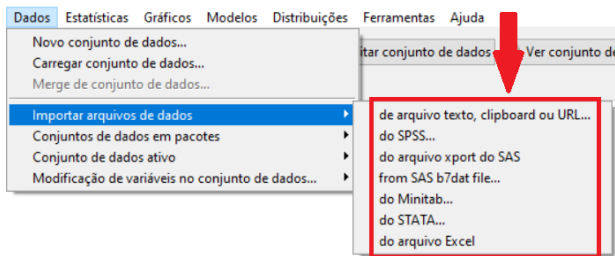 Dados Estatísticas Gráficos Modelos Distribuições Ferramentas Ajuda
Novo conjunto de dados...
Carregar conjunto de dados...
Merge de conjunto de dados...
itar conjunto de dados Ver conjunto de
Importar arquivos de dados
Conjuntos de dados em pacotes
Conjunto de dados ativo
Modificação de variáveis no conjunto de dados...
de arquivo texto, clipboard ou URL...
do SPSS...
do arquivo xport do SAS
from SAS b7dat file...
do Minitab...
do STATA...
do arquivo Excel